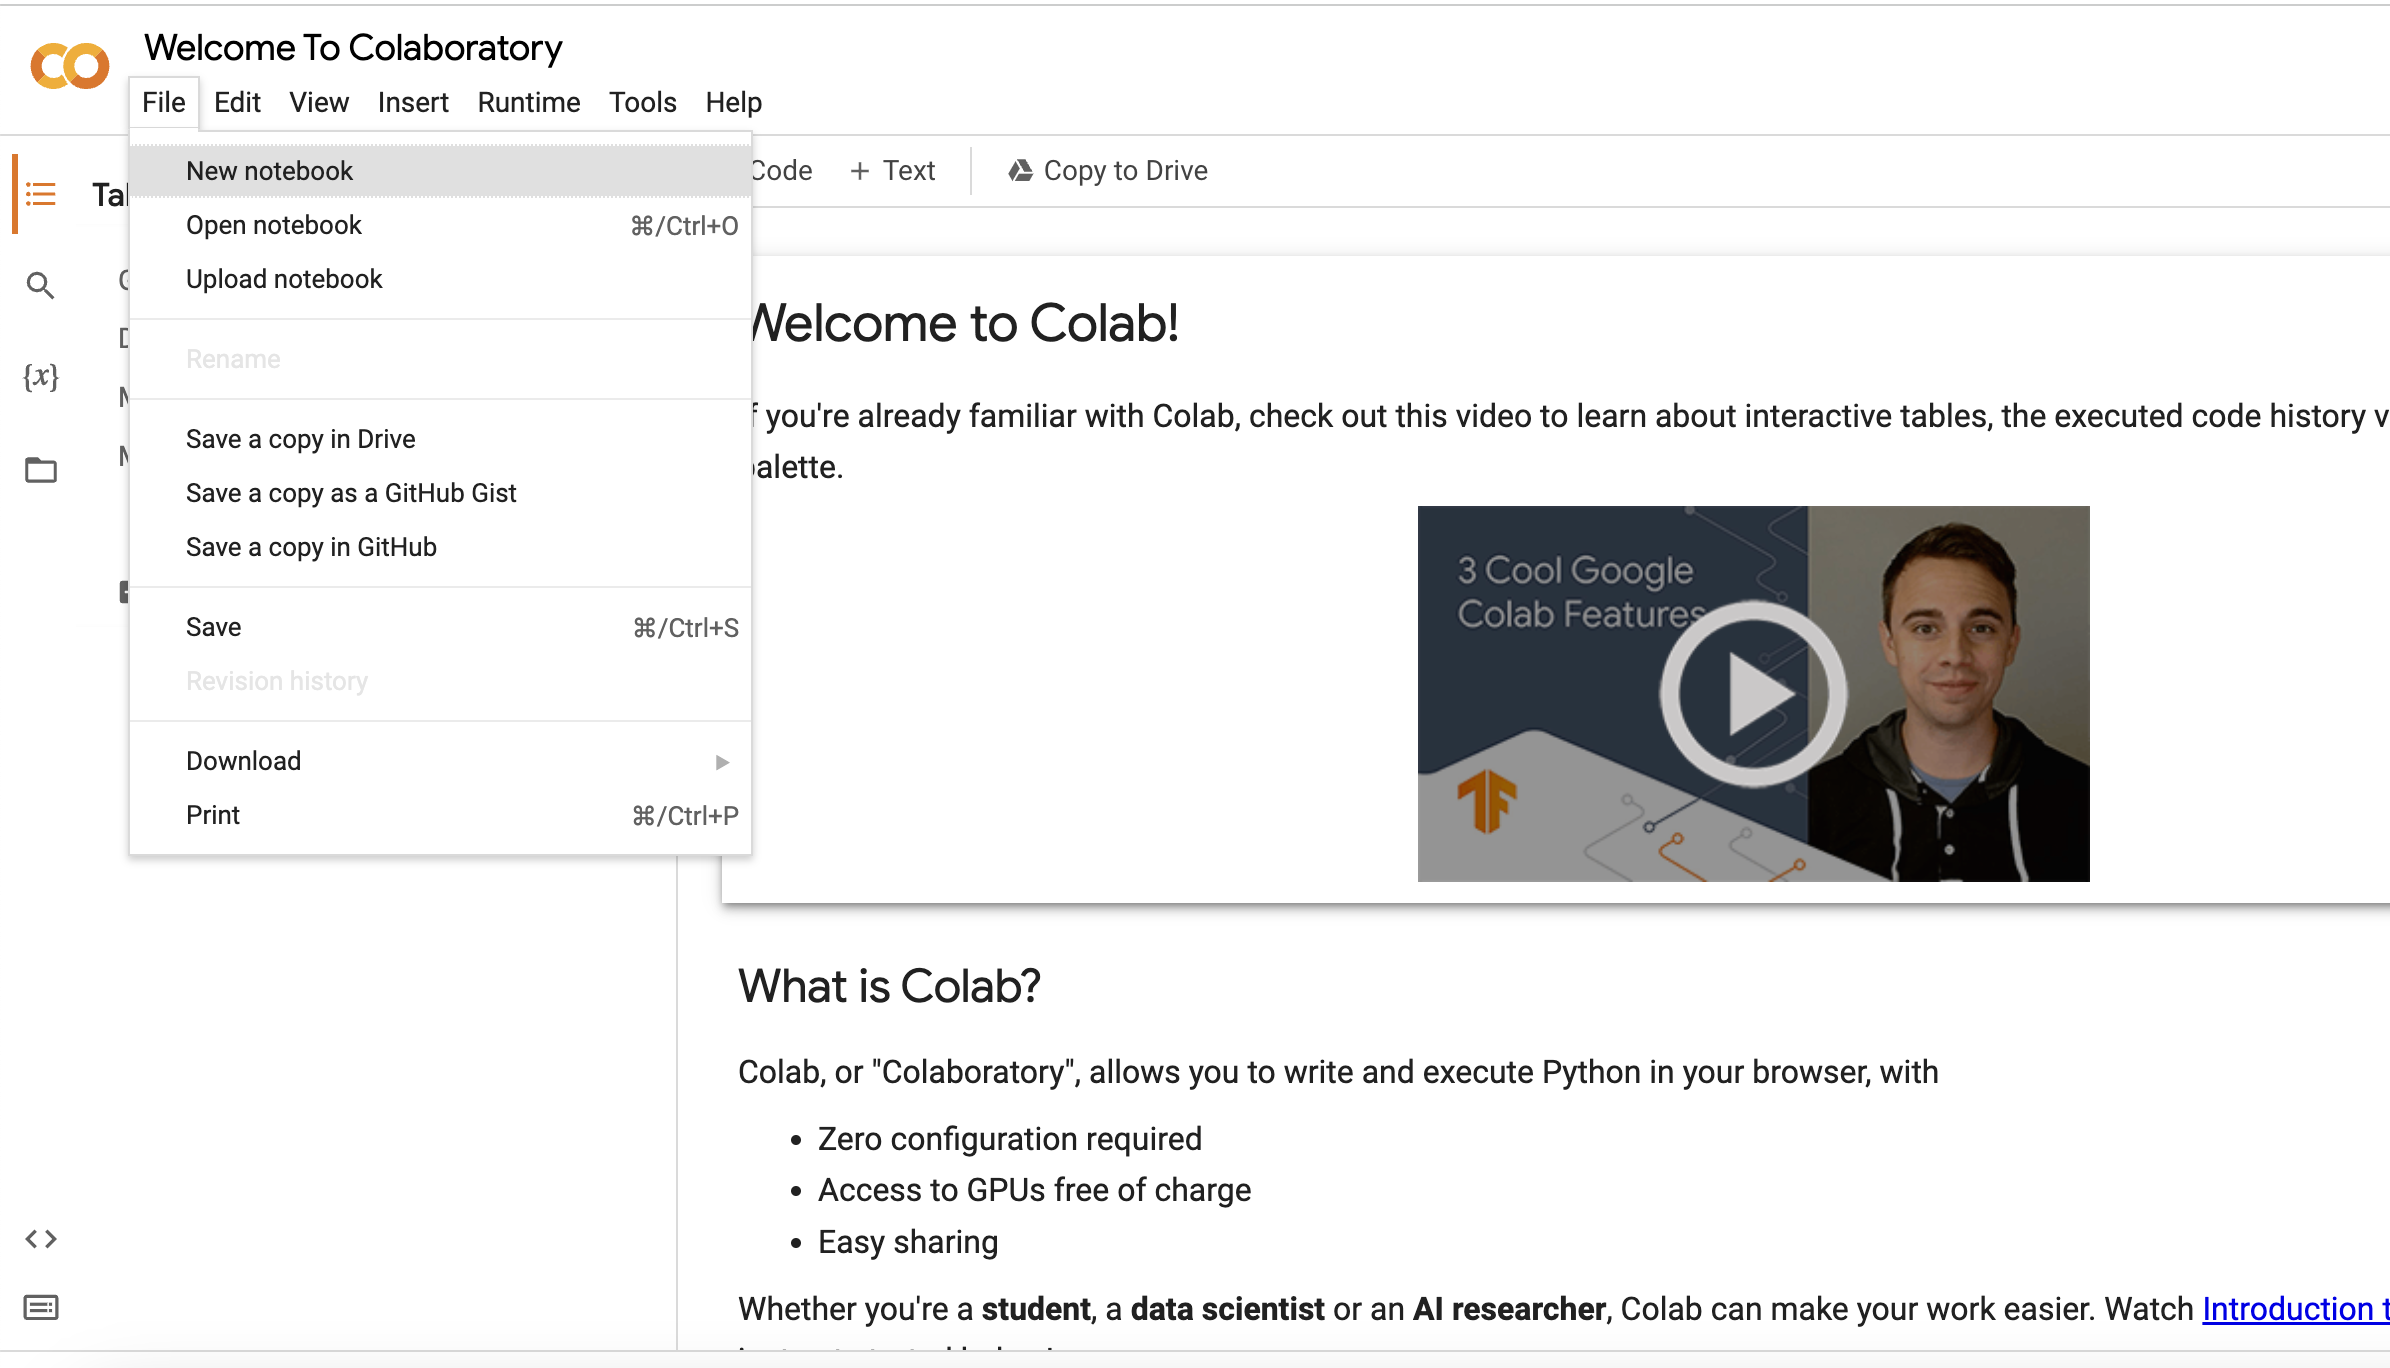 Welcome To Colaboratory
File Edit View Insert Runtime Tools Help
New notebook
Open notebook ⌘/Ctrl+O
Upload notebook
Rename
Save a copy in Drive
Save a copy as a GitHub Gist
Save a copy in GitHub
Save ⌘/Ctrl+S
Revision history
Download
Print ⌘/Ctrl+P
Code + Text Copy to Drive
{x}
Welcome to Colab!
you're already familiar with Colab, check out this video to learn about interactive tables, the executed code history
alette.
3 Cool Google
Colab Features
What is Colab?
Colab, or "Colaboratory", allows you to write and execute Python in your browser, with
• Zero configuration required
• Access to GPUs free of charge
• Easy sharing
Whether you're a student, a data scientist or an AI researcher, Colab can make your work easier. Watch Introduction t